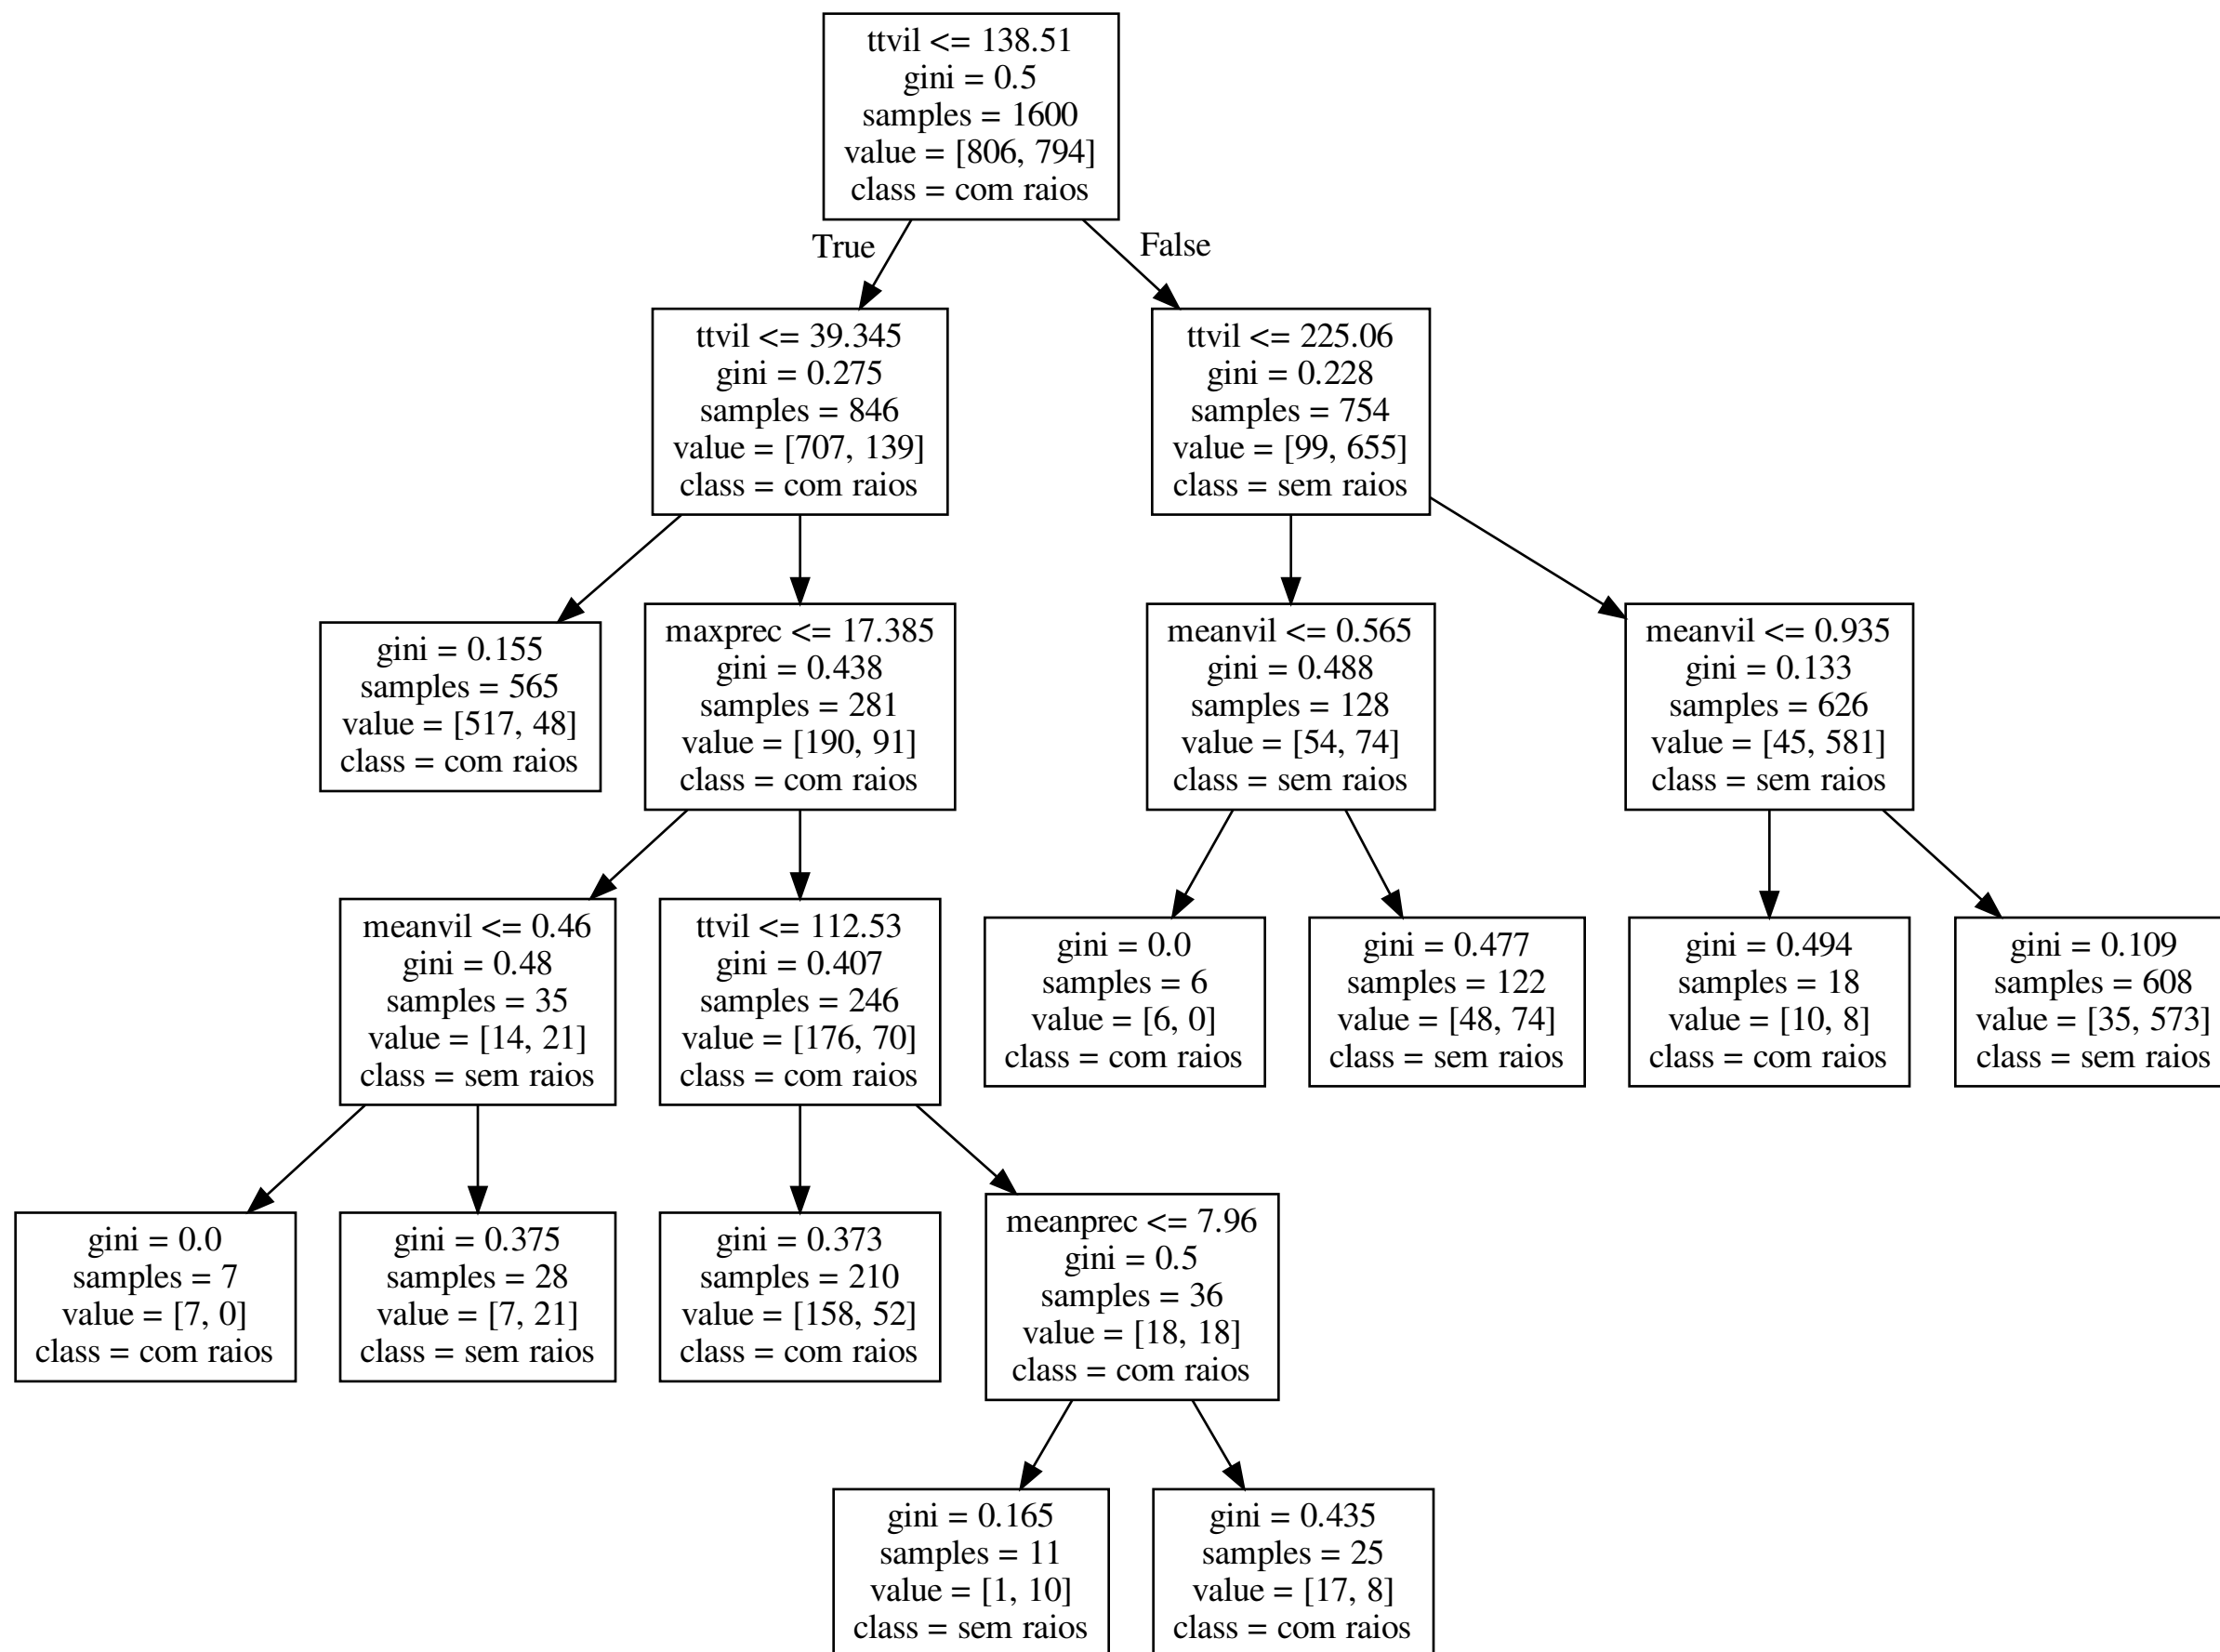 ttvil <= 138.51
gini = 0.5
samples = 1600
value = [806, 794]
class = com raios
True
False
ttvil <= 39.345
gini = 0.275
samples = 846
value = [707, 139]
class = com raios
ttvil <= 225.06
gini = 0.228
samples = 754
value = [99, 655]
class = sem raios
gini = 0.155
samples = 565
value = [517, 48]
class = com raios
maxprec <= 17.385
gini = 0.438
samples = 281
value = [190, 91]
class = com raios
meanvil <= 0.565
gini = 0.488
samples = 128
value = [54, 74]
class = sem raios
meanvil <= 0.935
gini = 0.133
samples = 626
value = [45, 581]
class = sem raios
meanvil <= 0.46
gini = 0.48
samples = 35
value = [14, 21]
class = sem raios
ttvil <= 112.53
gini = 0.407
samples = 246
value = [176, 70]
class = com raios
gini = 0.0
samples = 6
value = [6, 0]
class = com raios
gini = 0.477
samples = 122
value = [48, 74]
class = sem raios
gini = 0.494
samples = 18
value = [10, 8]
class = com raios
gini = 0.109
samples = 608
value = [35, 573]
class = sem raios
gini = 0.0
samples = 7
value = [7, 0]
class = com raios
gini = 0.375
samples = 28
value = [7, 21]
class = sem raios
gini = 0.373
samples = 210
value = [158, 52]
class = com raios
meanprec <= 7.96
gini = 0.5
samples = 36
value = [18, 18]
class = com raios
gini = 0.165
samples = 11
value = [1, 10]
class = sem raios
gini = 0.435
samples = 25
value = [17, 8]
class = com raios